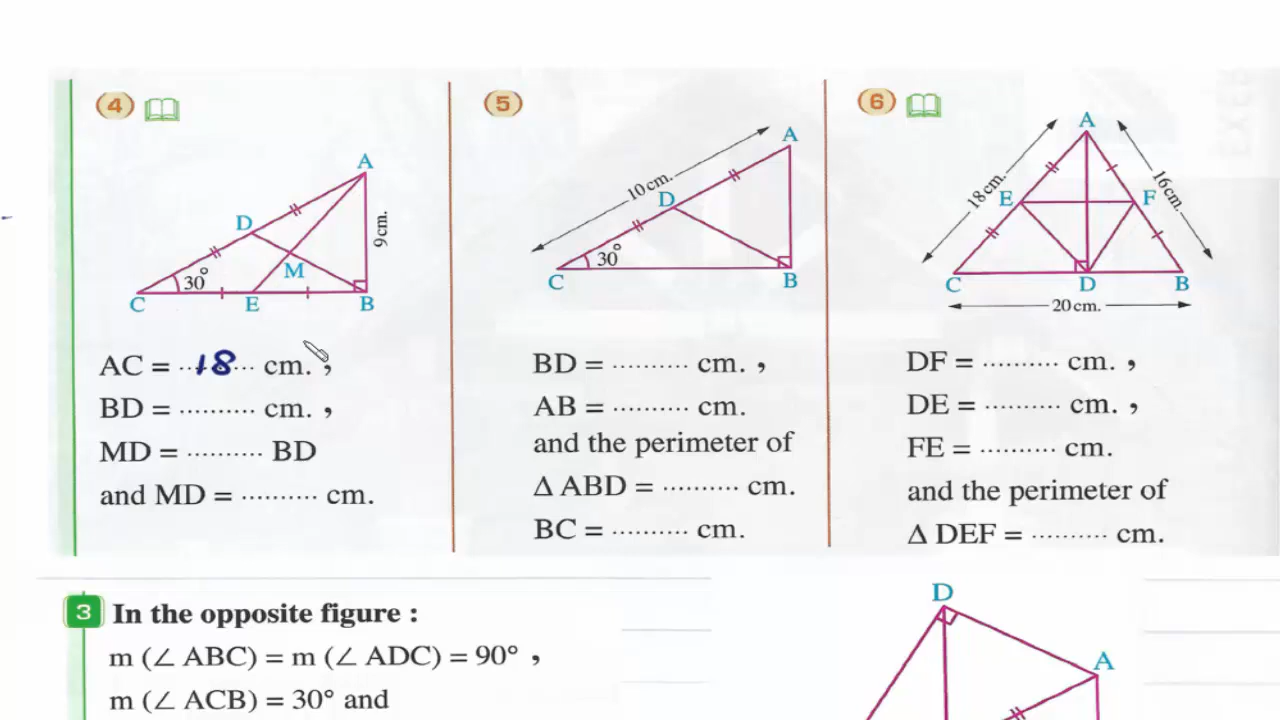 4
A
D
9 cm.
M
30°
C
E
B
AC = ...18... cm. ,
BD = .......... cm. ,
MD = .......... BD
and MD = .......... cm.
5
A
10 cm.
D
30°
C
B
BD = .......... cm. ,
AB = .......... cm.
and the perimeter of
Δ ABD = .......... cm.
BC = .......... cm.
6
A
18 cm.
16 cm.
E
F
C
D
B
20 cm.
DF = .......... cm. ,
DE = .......... cm. ,
FE = .......... cm.
and the perimeter of
Δ DEF = .......... cm.
3 In the opposite figure :
m (∠ ABC) = m (∠ ADC) = 90° ,
m (∠ ACB) = 30° and
D
A